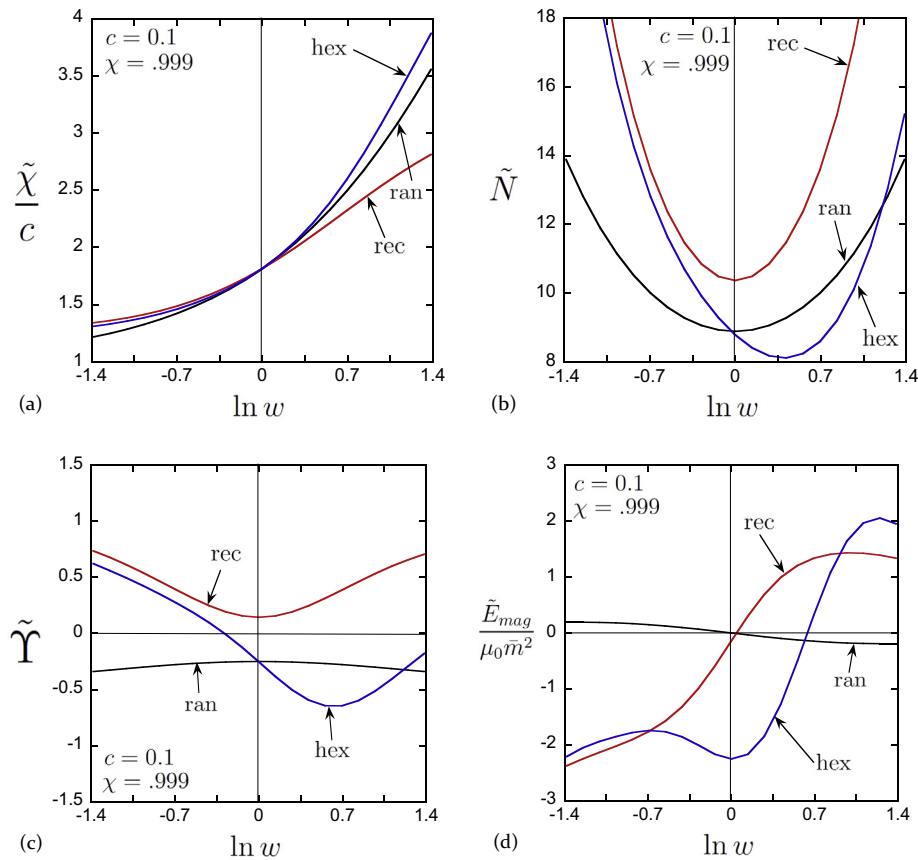 4
3.5
3
2.5
2
1.5
1
c = 0.1
χ = .999
hex
ran
rec
χ̃
c
-1.4 -0.7 0 0.7 1.4
(a)
ln w
18
16
14
12
10
8
c = 0.1
χ = .999
rec
ran
hex
Ñ
-1.4 -0.7 0 0.7 1.4
(b)
ln w
1.5
1
0.5
0
-0.5
-1
-1.5
rec
ran
hex
c = 0.1
χ = .999
Υ̃
-1.4 -0.7 0 0.7 1.4
(c)
ln w
3
2
1
0
-1
-2
-3
c = 0.1
χ = .999
rec
ran
hex
Ẽ_mag
μ₀m̄²
-1.4 -0.7 0 0.7 1.4
(d)
ln w